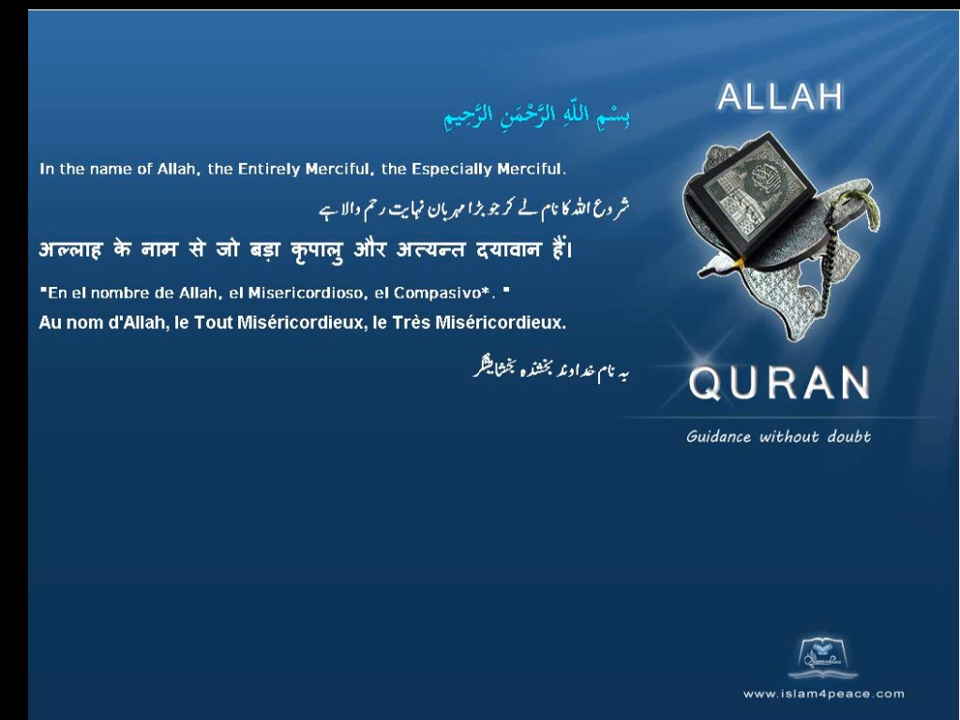 بِسْمِ اللّهِ الرَّحْمَنِ الرَّحِيمِ
In the name of Allah, the Entirely Merciful, the Especially Merciful.
شروع اللہ کا نام لے کر جو بڑا مہربان نہایت رحم والا ہے
अल्लाह के नाम से जो बड़ा कृपालु और अत्यन्त दयावान हैं।
"En el nombre de Allah, el Misericordioso, el Compasivo*. "
Au nom d'Allah, le Tout Miséricordieux, le Très Miséricordieux.
به نام خداوند بخشنده بخشایشگر
ALLAH
QURAN
Guidance without doubt
www.islam4peace.com